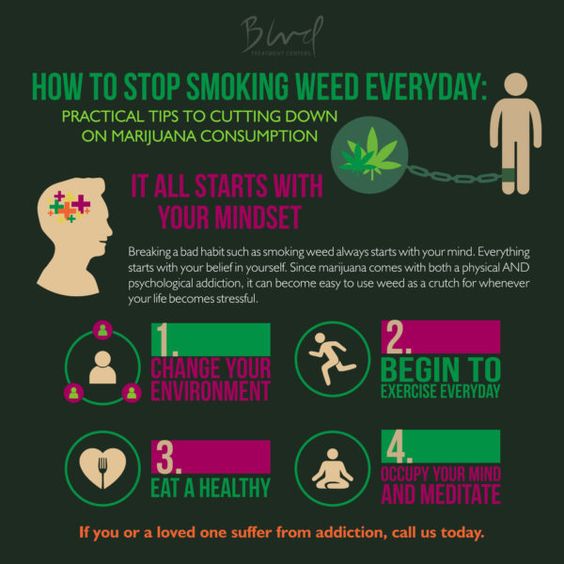 Blvd
TREATMENT CENTERS
HOW TO STOP SMOKING WEED EVERYDAY:
PRACTICAL TIPS TO CUTTING DOWN
ON MARIJUANA CONSUMPTION
IT ALL STARTS WITH
YOUR MINDSET
Breaking a bad habit such as smoking weed always starts with your mind. Everything
starts with your belief in yourself. Since marijuana comes with both a physical AND
psychological addiction, it can become easy to use weed as a crutch for whenever
your life becomes stressful.
1.
CHANGE YOUR
ENVIRONMENT
2.
BEGIN TO
EXERCISE EVERYDAY
3.
EAT A HEALTHY
4.
OCCUPY YOUR MIND
AND MEDITATE
If you or a loved one suffer from addiction, call us today.